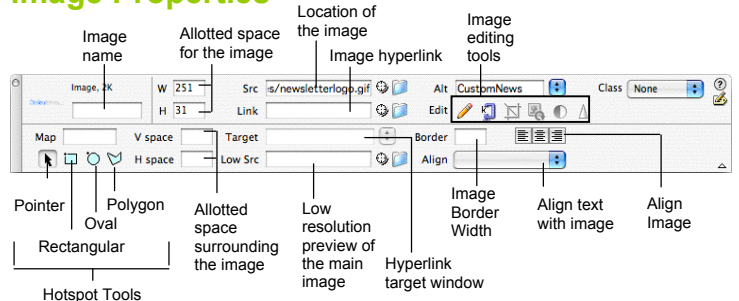 Image Properties
Image
name
Allotted space
for the image
Location of
the image
Image hyperlink
Image
editing
tools
Image, 2K
W 251
Src s/newsletterlogo.gif
Alt CustomNews
Class None
H 31
Link
Edit
Map
V space
Target
Border
H space
Low Src
Align
Pointer
Oval
Polygon
Rectangular
Hotspot Tools
Allotted
space
surrounding
the image
Low
resolution
preview of
the main
image
Hyperlink
target window
Image
Border
Width
Align text
with image
Align
Image